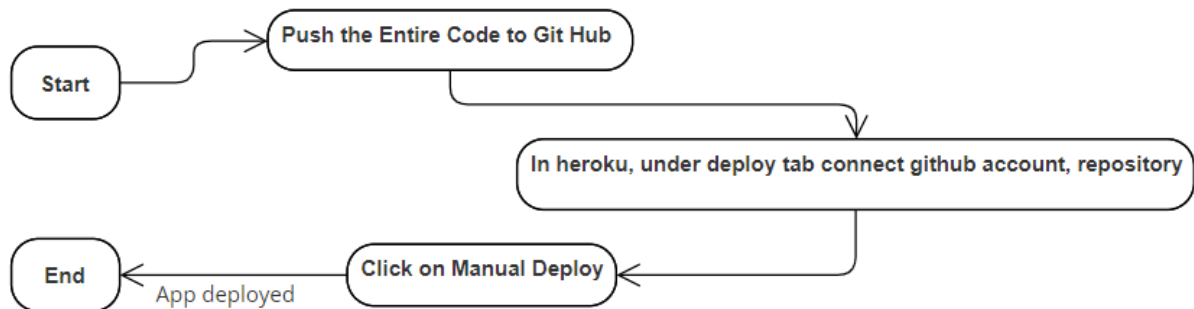 Start
Push the Entire Code to Git Hub
In heroku, under deploy tab connect github account, repository
Click on Manual Deploy
App deployed
End